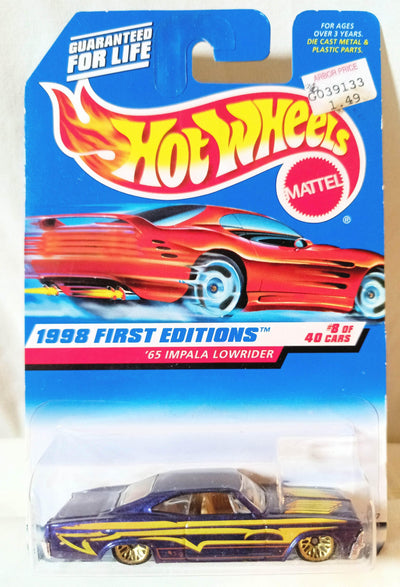 GUARANTEED
FOR LIFE
FOR AGES
OVER 3 YEARS.
DIE CAST METAL &
PLASTIC PARTS.
ARBOR PRICE
G039133
1.49
HOT WHEELS
MATTEL
®
1998 FIRST EDITIONS™
#8 OF
40 CARS
'65 IMPALA LOWRIDER